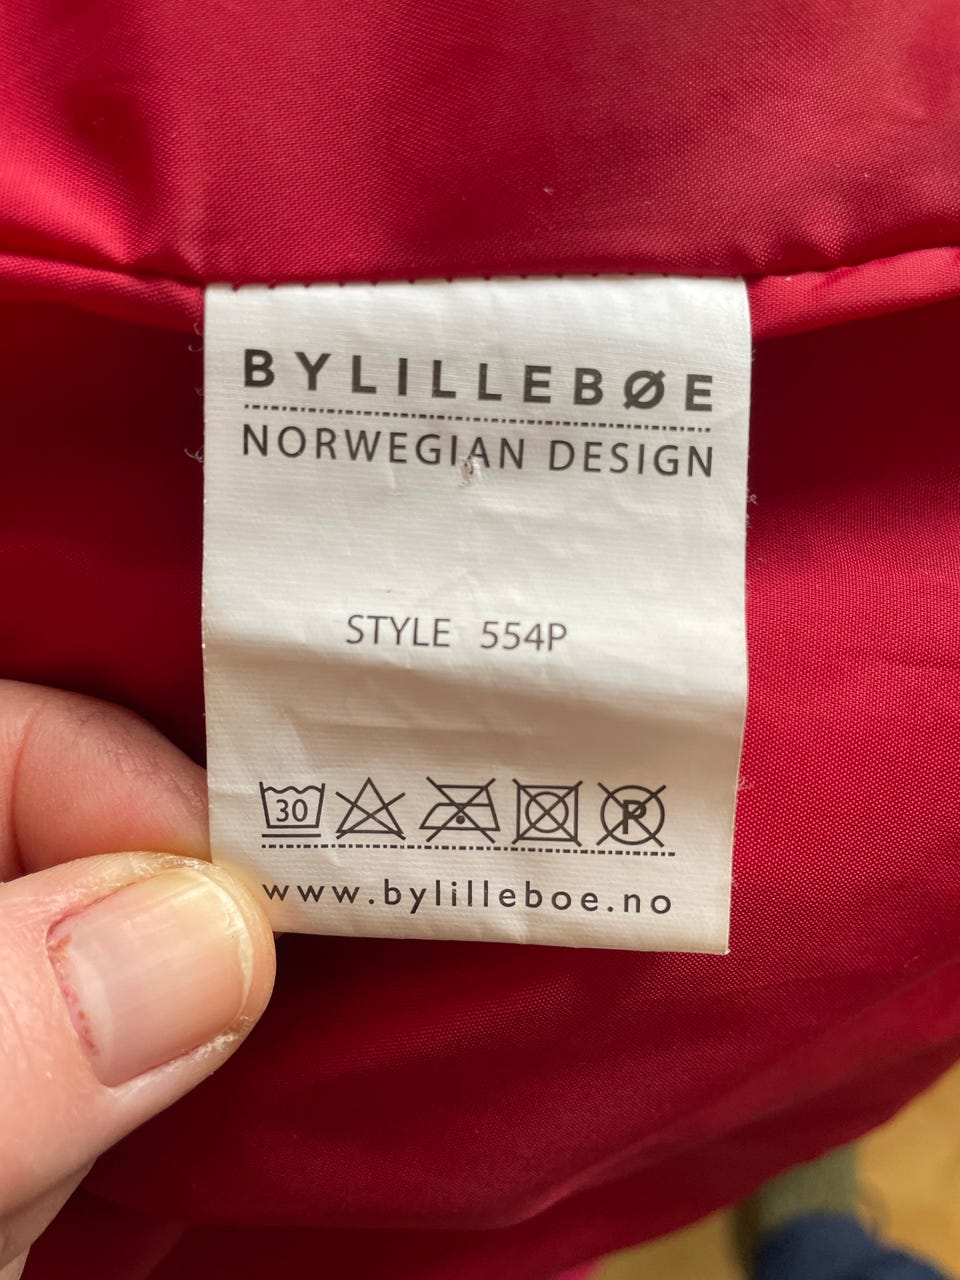 BYLILLEBØE
NORWEGIAN DESIGN
STYLE 554P
30 P
www.bylilleboe.no